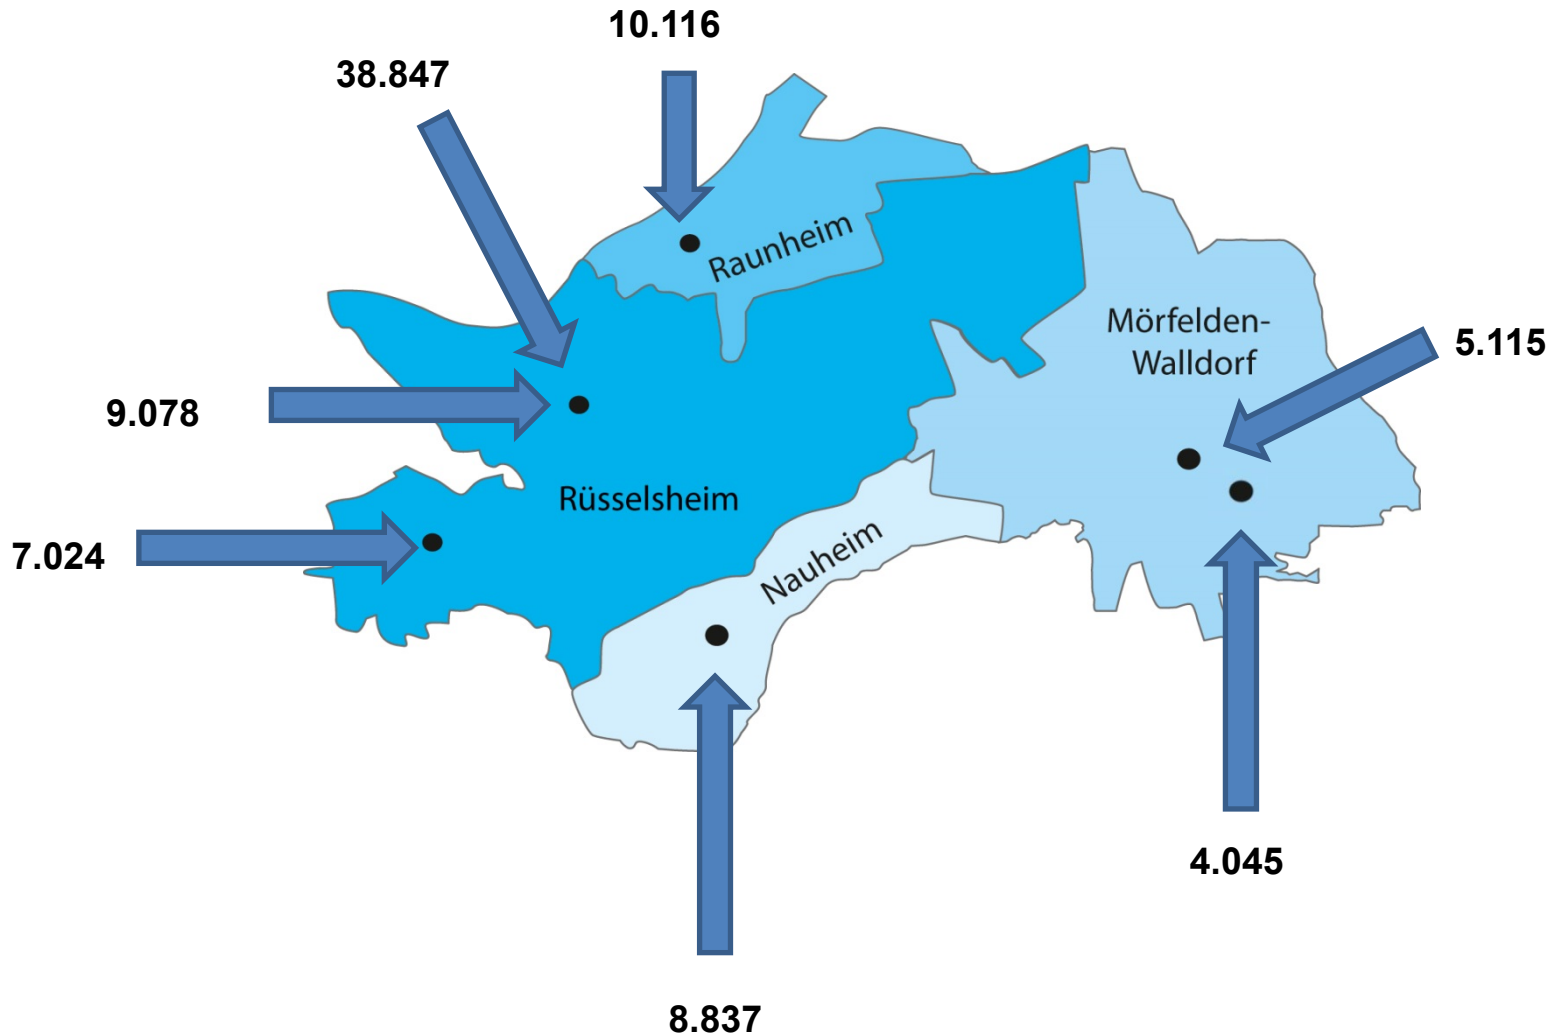 10.116
38.847
Raunheim
Mörfelden-
Walldorf
5.115
9.078
Rüsselsheim
7.024
Nauheim
4.045
8.837